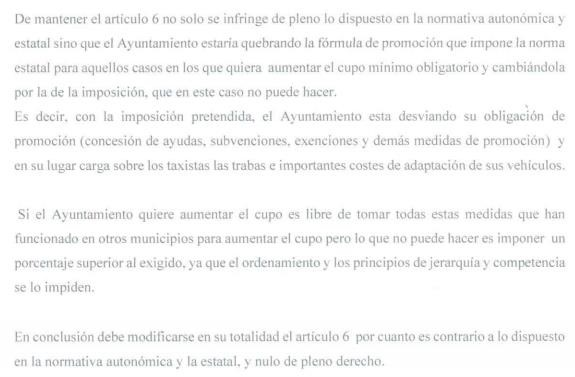 De mantener el artículo 6 no solo se infringe de pleno lo dispuesto en la normativa autonómica y
estatal sino que el Ayuntamiento estaría quebrando la fórmula de promoción que impone la norma
estatal para aquellos casos en los que quiera aumentar el cupo mínimo obligatorio y cambiándola
por la de la imposición, que en este caso no puede hacer.
Es decir, con la imposición pretendida, el Ayuntamiento esta desviando su obligación de
promoción (concesión de ayudas, subvenciones, exenciones y demás medidas de promoción) y
en su lugar carga sobre los taxistas las trabas e importantes costes de adaptación de sus vehículos.
Si el Ayuntamiento quiere aumentar el cupo es libre de tomar todas estas medidas que han
funcionado en otros municipios para aumentar el cupo pero lo que no puede hacer es imponer un
porcentaje superior al exigido, ya que el ordenamiento y los principios de jerarquía y competencia
se lo impiden.
En conclusión debe modificarse en su totalidad el artículo 6 por cuanto es contrario a lo dispuesto
en la normativa autonómica y la estatal, y nulo de pleno derecho.